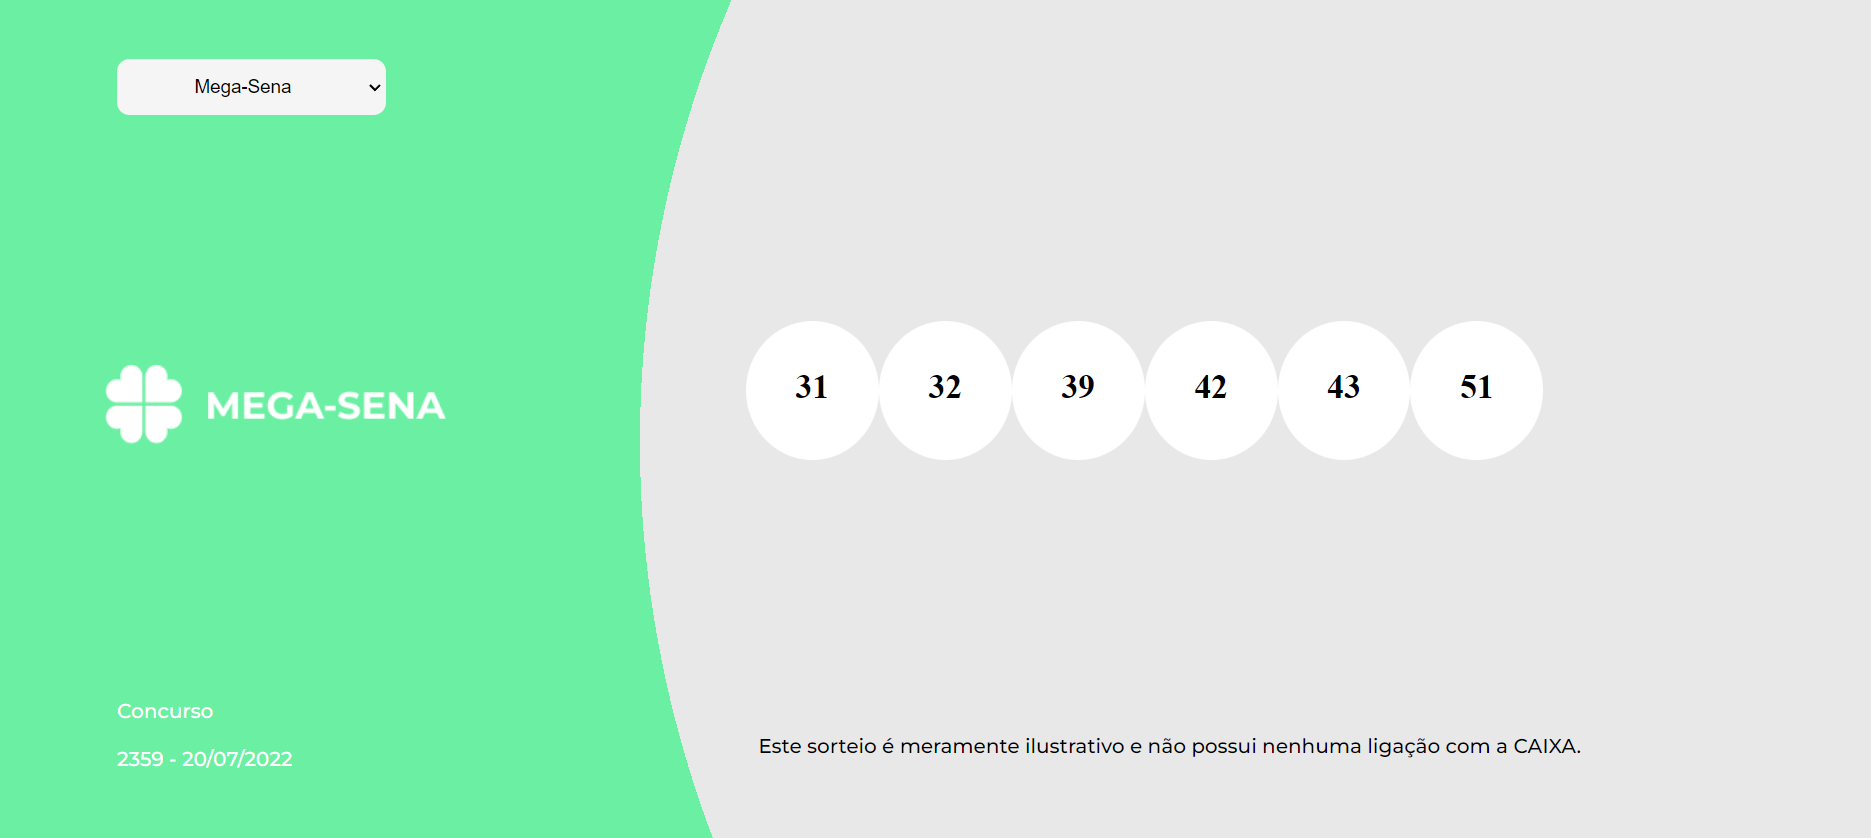 Mega-Sena
MEGA-SENA
Concurso
2359 - 20/07/2022
31 32 39 42 43 51
Este sorteio é meramente ilustrativo e não possui nenhuma ligação com a CAIXA.